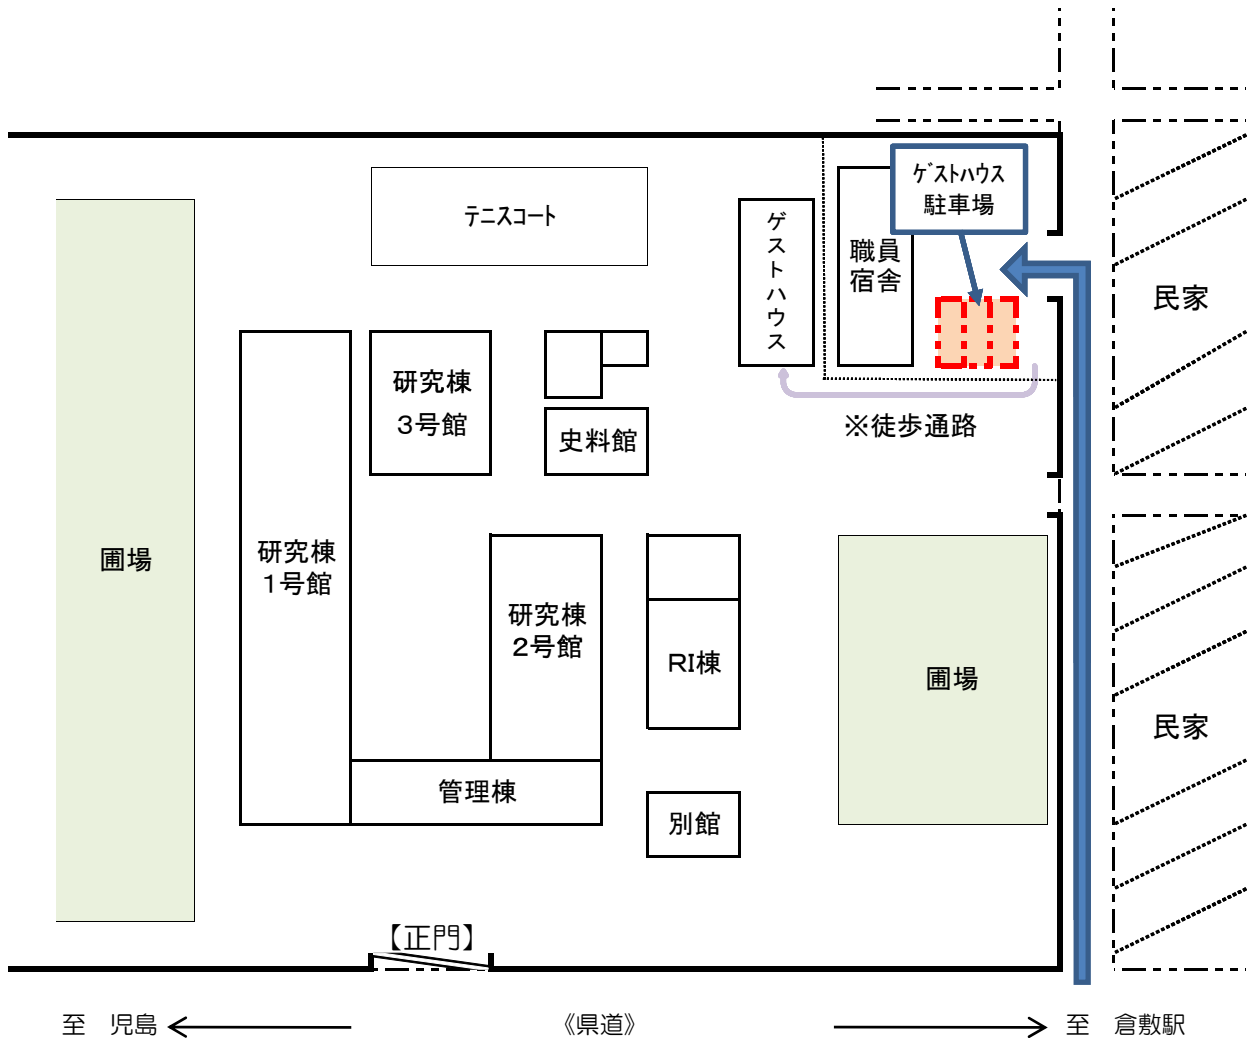 ｹﾞｽﾄﾊｳｽ
駐車場
テニスコート
ゲストハウス
職員
宿舎
民家
研究棟
３号館
史料館
※徒歩通路
圃場
研究棟
１号館
研究棟
２号館
RI棟
圃場
民家
管理棟
別館
【正門】
至　児島
《県道》
至　倉敷駅